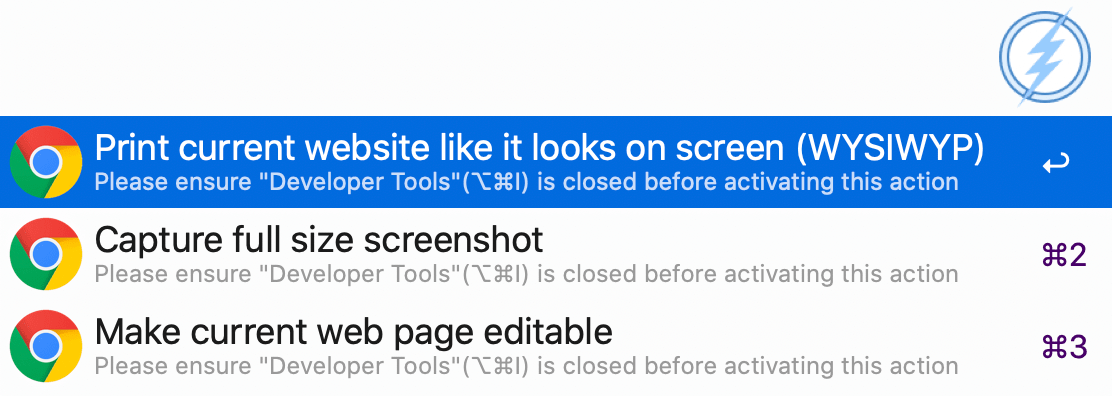 Print current website like it looks on screen (WYSIWYP)
Please ensure "Developer Tools"(⌥⌘I) is closed before activating this action
Capture full size screenshot
Please ensure "Developer Tools"(⌥⌘I) is closed before activating this action
⌘2
Make current web page editable
Please ensure "Developer Tools"(⌥⌘I) is closed before activating this action
⌘3